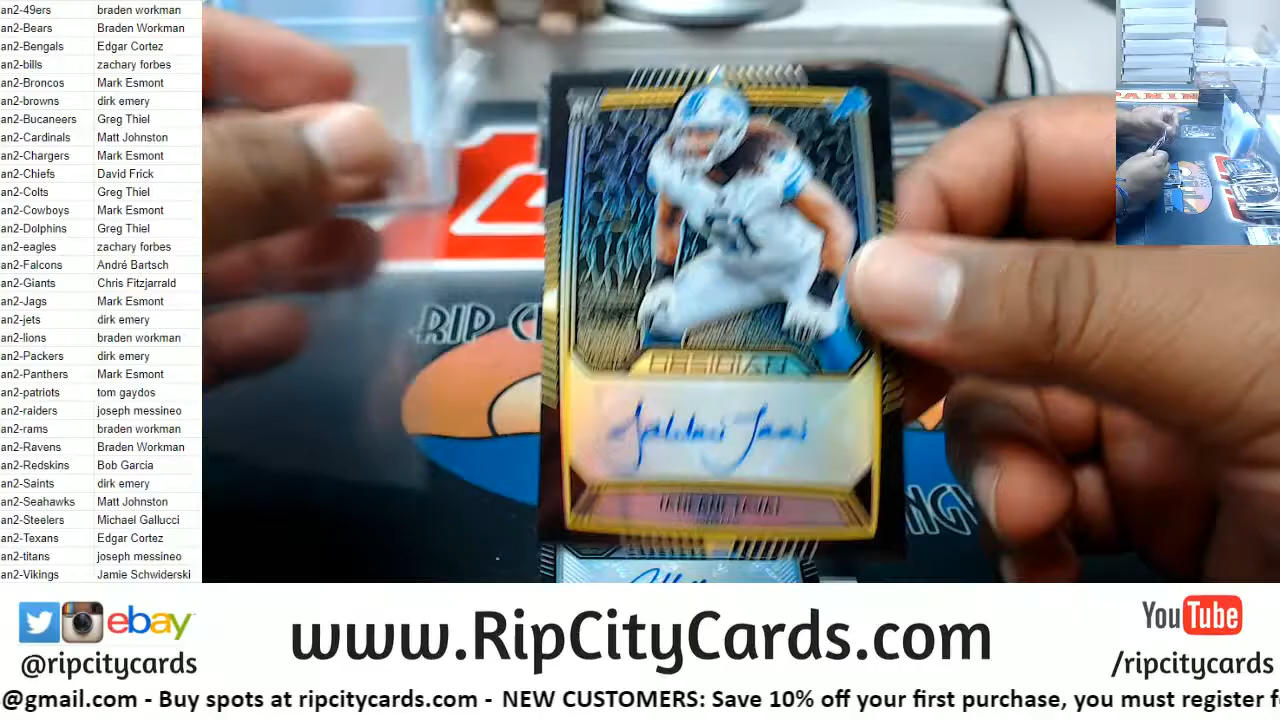 an2-49ers braden workman
an2-Bears Braden Workman
an2-Bengals Edgar Cortez
an2-bills zachary forbes
an2-Broncos Mark Esmont
an2-browns dirk emery
an2-Bucaneers Greg Thiel
an2-Cardinals Matt Johnston
an2-Chargers Mark Esmont
an2-Chiefs David Frick
an2-Colts Greg Thiel
an2-Cowboys Mark Esmont
an2-Dolphins Greg Thiel
an2-eagles zachary forbes
an2-Falcons André Bartsch
an2-Giants Chris Fitzjarrald
an2-Jags Mark Esmont
an2-jets dirk emery
an2-lions braden workman
an2-Packers dirk emery
an2-Panthers Mark Esmont
an2-patriots tom gaydos
an2-raiders joseph messineo
an2-rams braden workman
an2-Ravens Braden Workman
an2-Redskins Bob Garcia
an2-Saints dirk emery
an2-Seahawks Matt Johnston
an2-Steelers Michael Gallucci
an2-Texans Edgar Cortez
an2-titans joseph messineo
an2-Vikings Jamie Schwiderski
PANINI
RIP
OBSIDIAN
ebay
@ripcitycards
www.RipCityCards.com
YouTube
/ripcitycards
@gmail.com - Buy spots at ripcitycards.com - NEW CUSTOMERS: Save 10% off your first purchase, you must register f